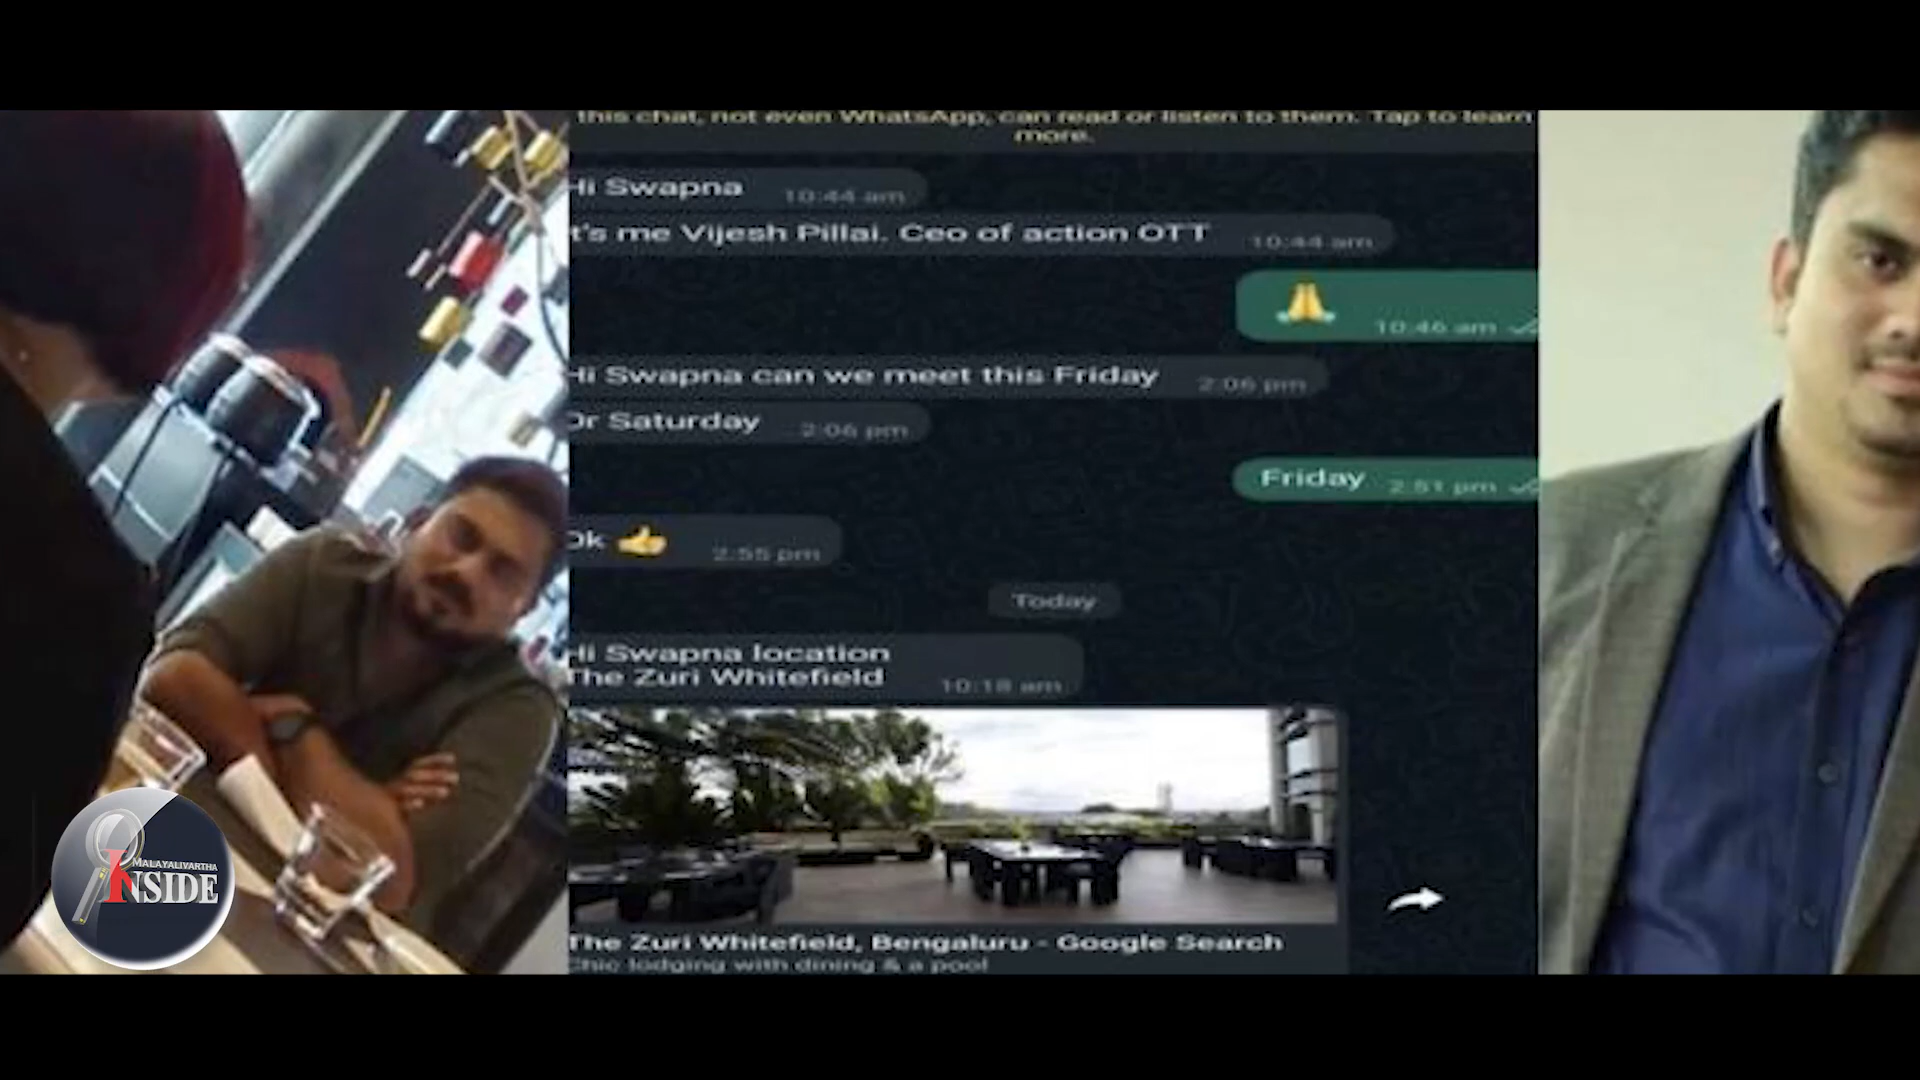 this chat, not even WhatsApp, can read or listen to them. Tap to learn
more.
Hi Swapna 10:44 am
t's me Vijesh Pillai. Ceo of action OTT 10:44 am
🙏 10:46 am
Hi Swapna can we meet this Friday 2:06 pm
Or Saturday 2:06 pm
Friday 2:51 pm
Ok 👍 2:55 pm
Today
Hi Swapna location
The Zuri Whitefield 10:18 am
The Zuri Whitefield, Bengaluru - Google Search
Chic lodging with dining & a pool
MALAYALIVARTHA
INSIDE